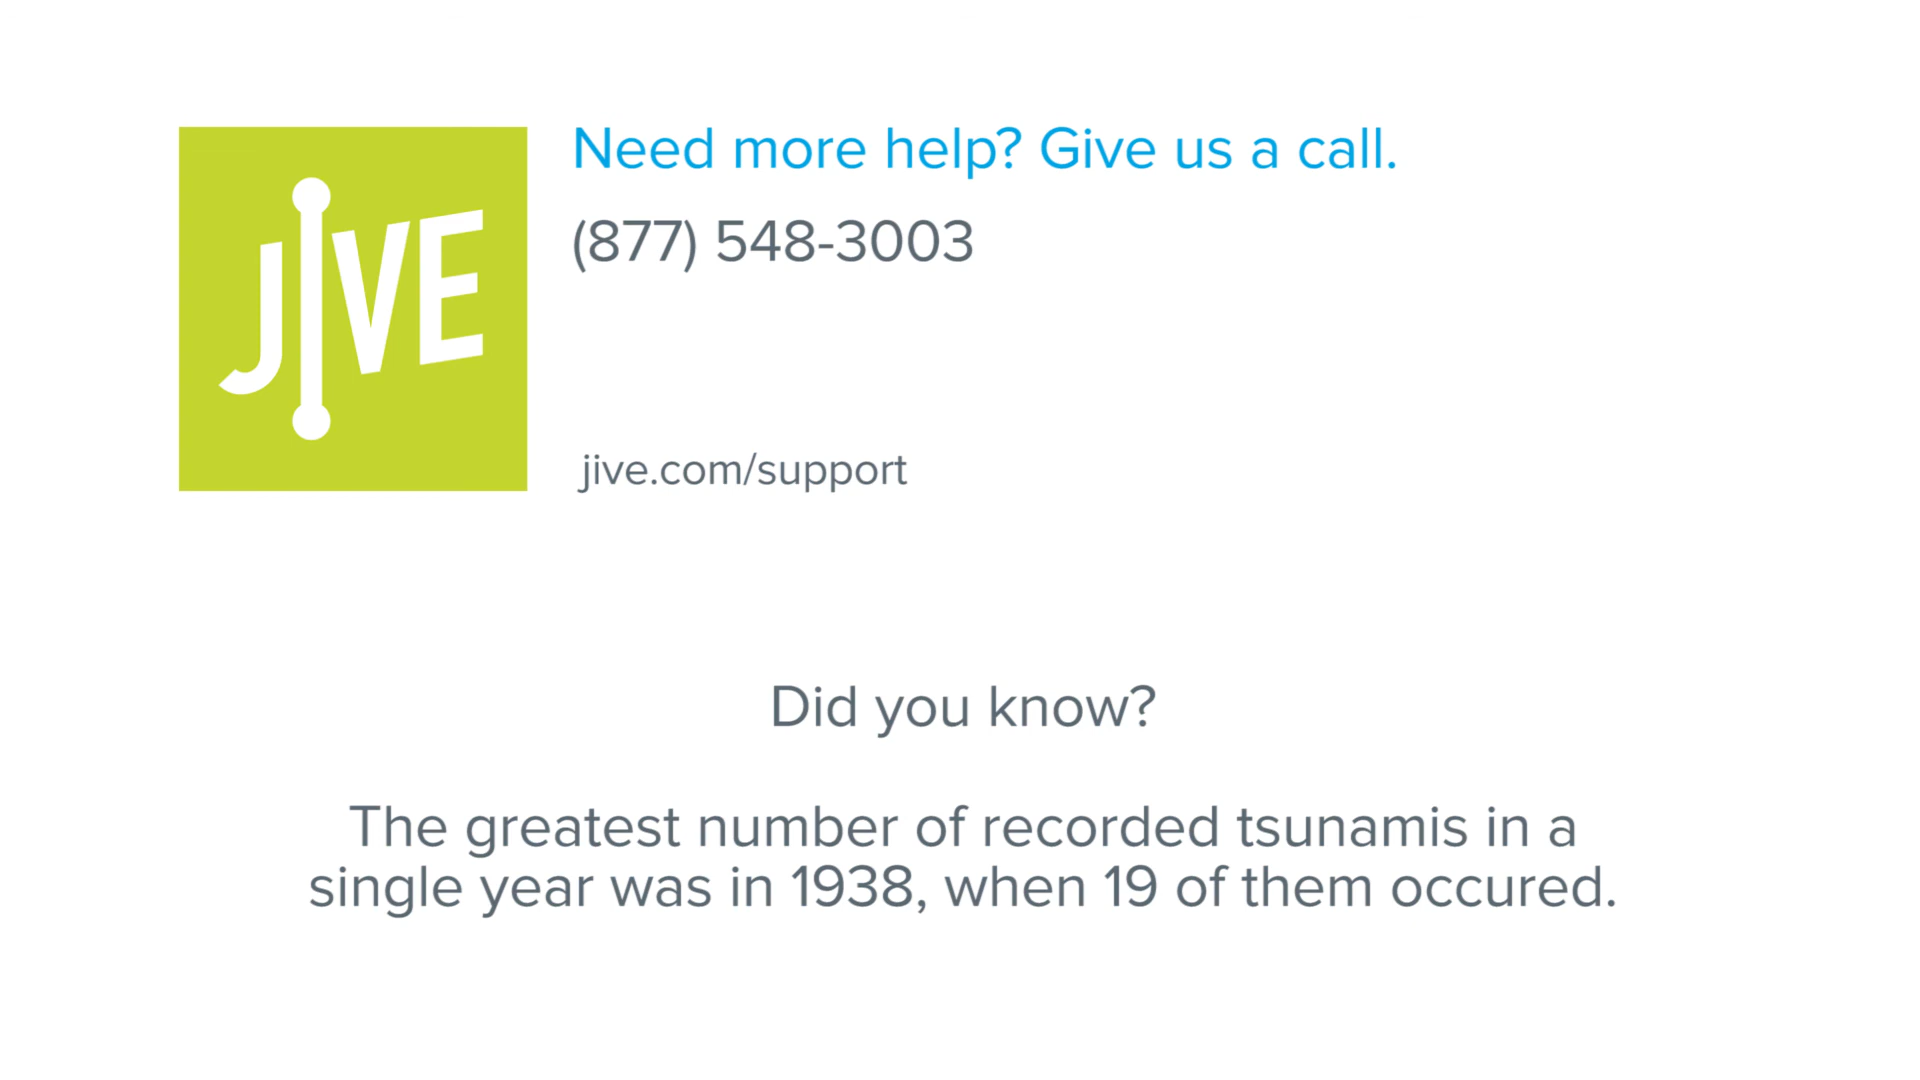 JIVE
Need more help? Give us a call.
(877) 548-3003
jive.com/support
Did you know?
The greatest number of recorded tsunamis in a
single year was in 1938, when 19 of them occured.